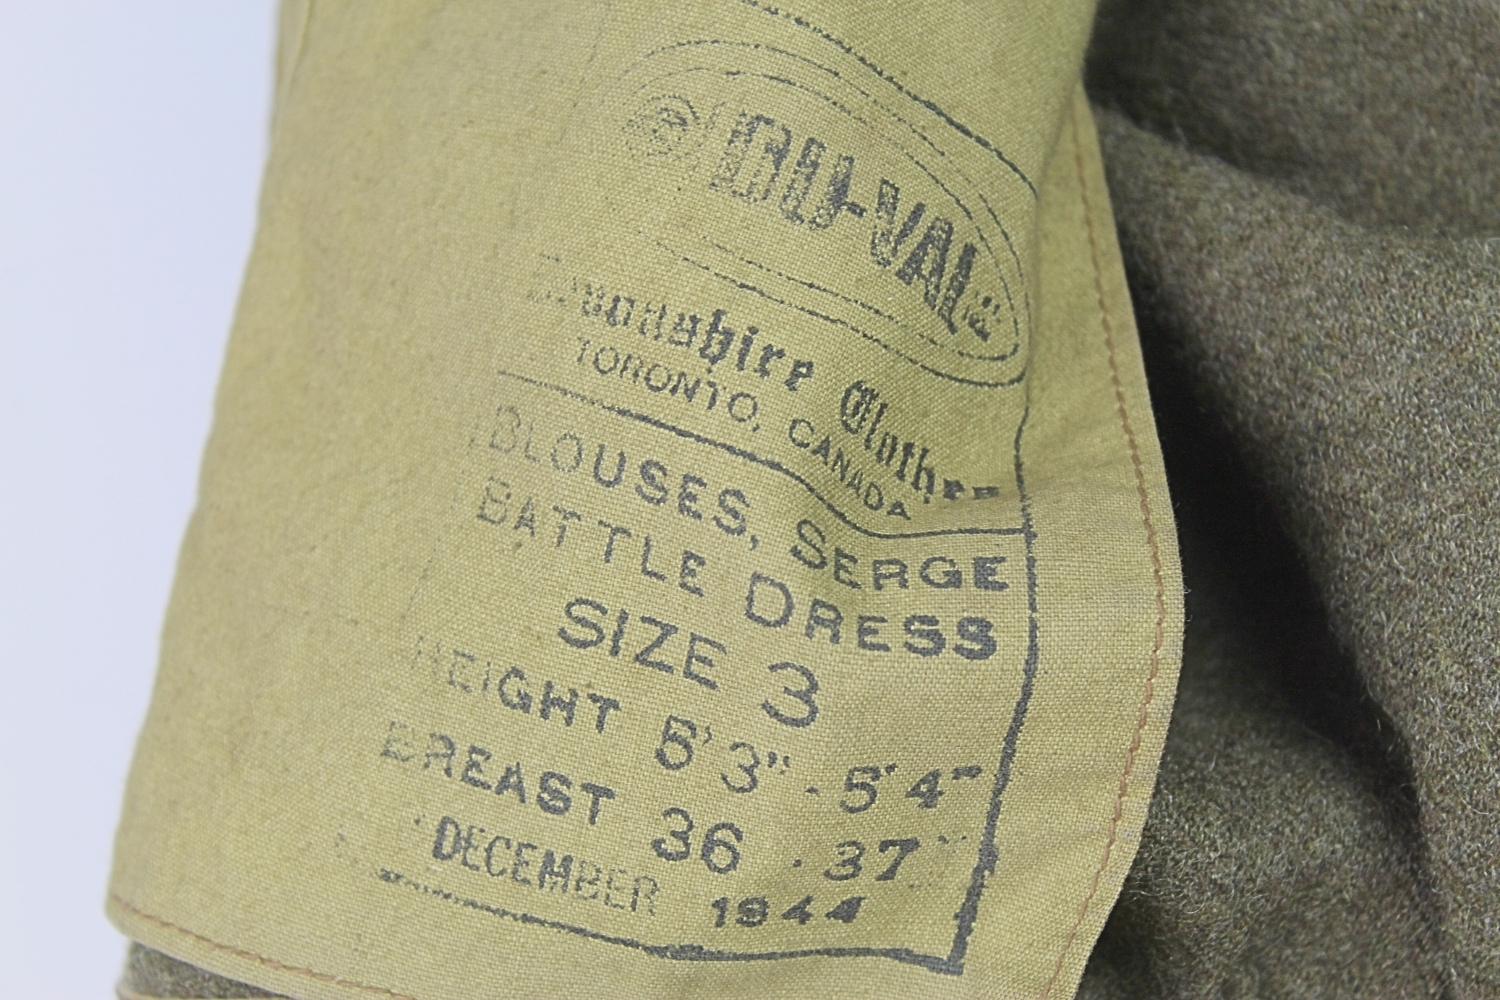 DU-VAL
Clothes
TORONTO, CANADA
BLOUSES, SERGE
BATTLE DRESS
SIZE 3
HEIGHT 5'3" - 5'4"
BREAST 36 - 37"
DECEMBER 1944